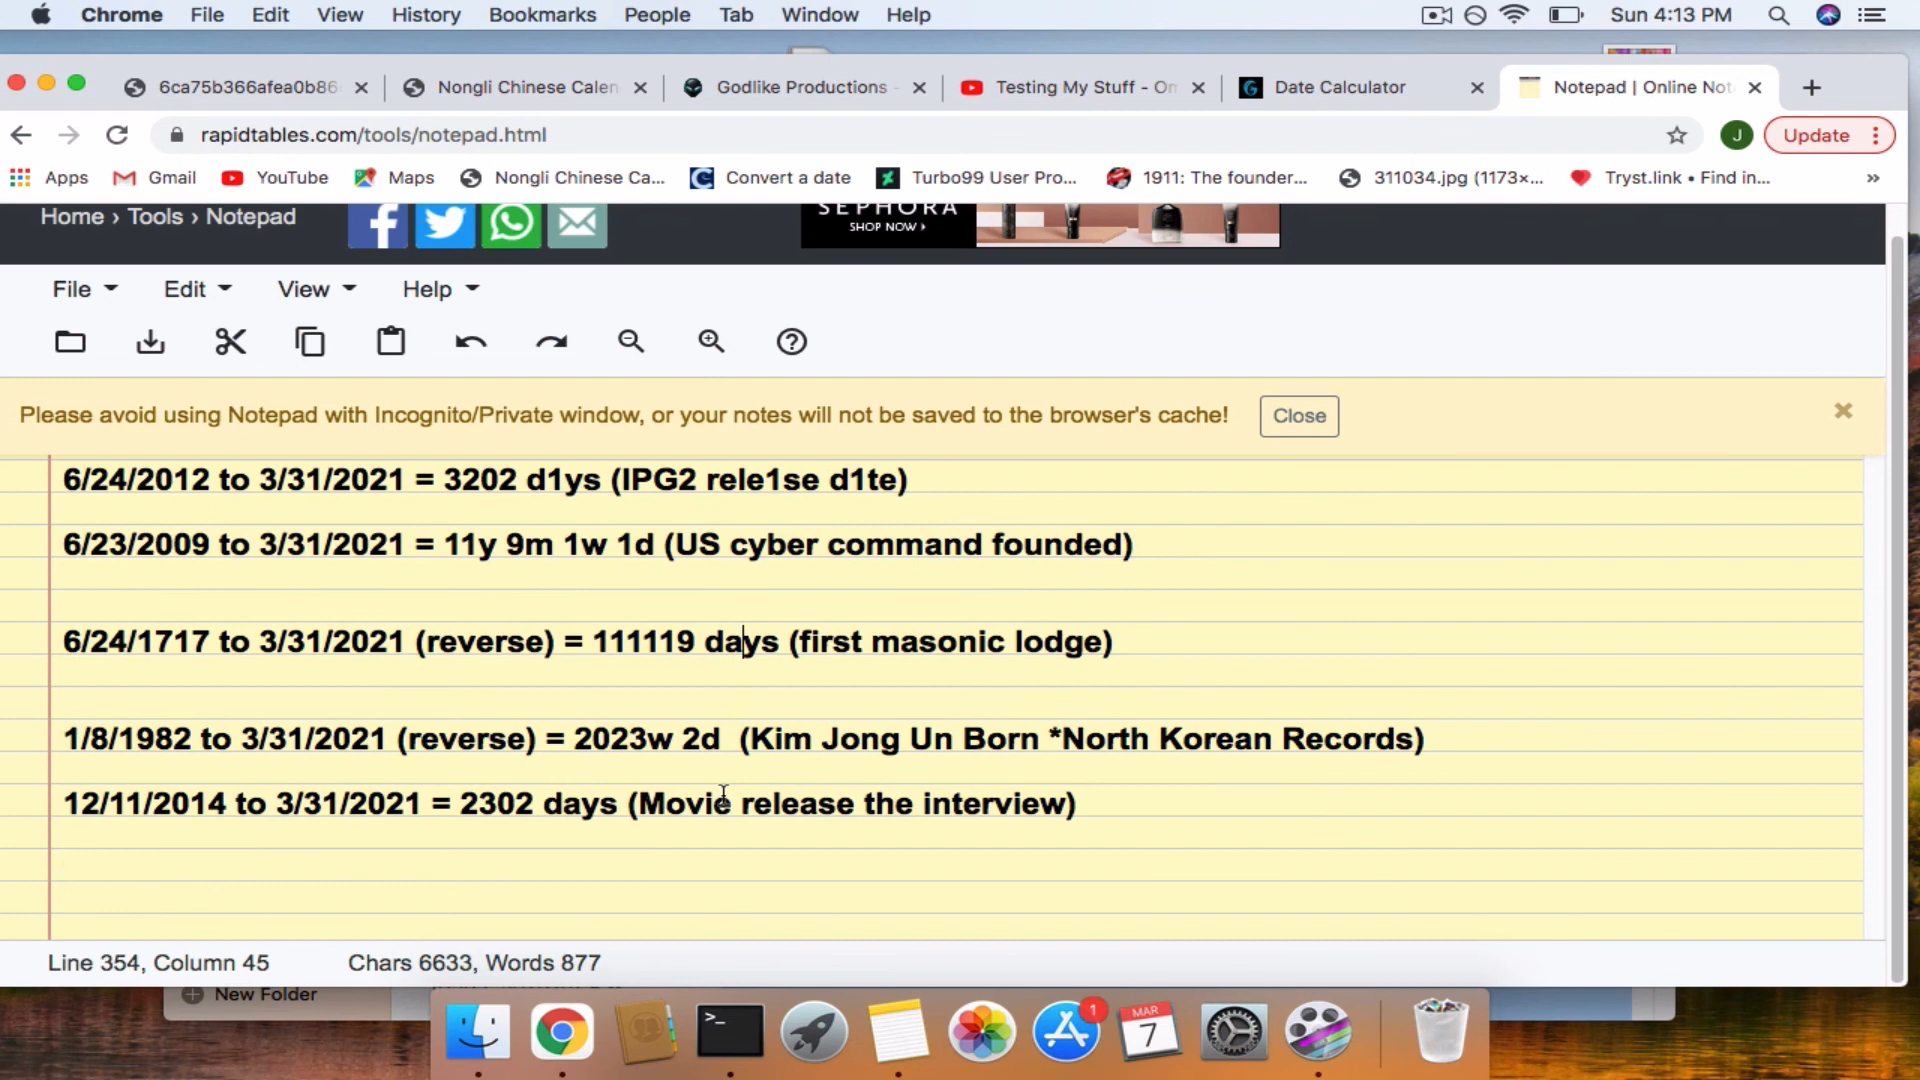 Chrome File Edit View History Bookmarks People Tab Window Help Sun 4:13 PM
6ca75b366afea0b86 Nongli Chinese Calen Godlike Productions - Testing My Stuff - Om Date Calculator Notepad | Online Not
rapidtables.com/tools/notepad.html J Update
Apps Gmail YouTube Maps Nongli Chinese Ca... Convert a date Turbo99 User Pro... 1911: The founder... 311034.jpg (1173×... Tryst.link • Find in... »
Home › Tools › Notepad
SEPHORA
SHOP NOW
File Edit View Help
Please avoid using Notepad with Incognito/Private window, or your notes will not be saved to the browser's cache! Close
6/24/2012 to 3/31/2021 = 3202 d1ys (IPG2 rele1se d1te)
6/23/2009 to 3/31/2021 = 11y 9m 1w 1d (US cyber command founded)
6/24/1717 to 3/31/2021 (reverse) = 111119 days (first masonic lodge)
1/8/1982 to 3/31/2021 (reverse) = 2023w 2d (Kim Jong Un Born *North Korean Records)
12/11/2014 to 3/31/2021 = 2302 days (Movie release the interview)
Line 354, Column 45 Chars 6633, Words 877
New Folder
1
MAR
7